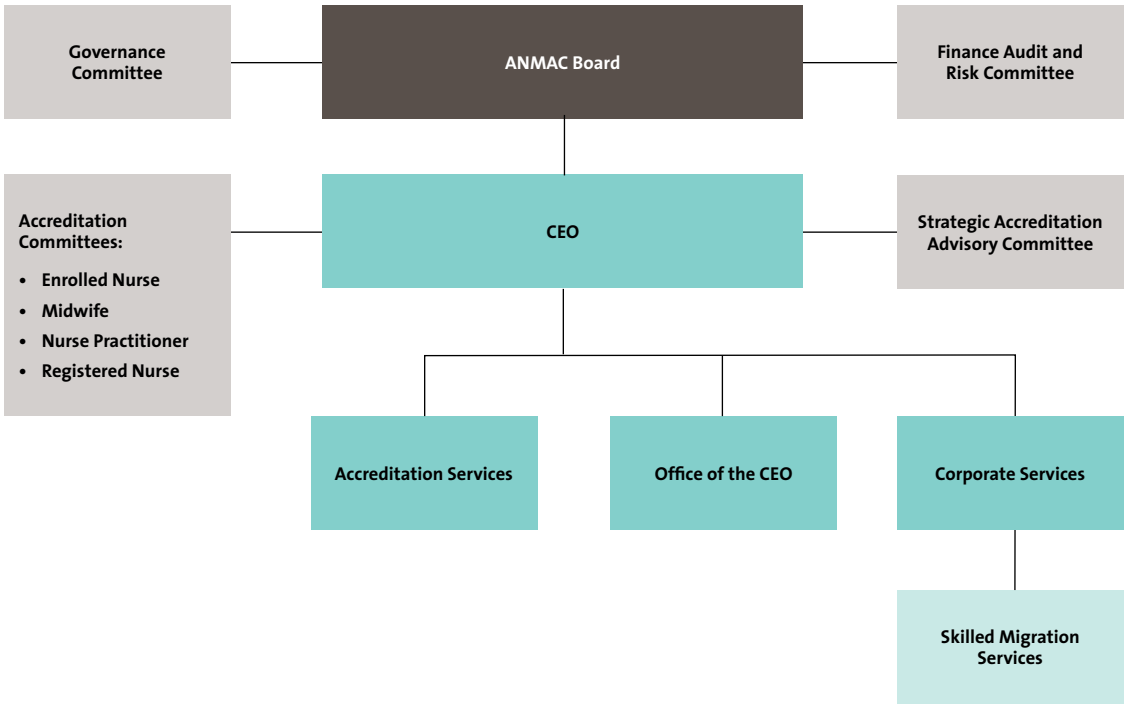 Governance
Committee
ANMAC Board
Finance Audit and
Risk Committee
Accreditation
Committees:
• Enrolled Nurse
• Midwife
• Nurse Practitioner
• Registered Nurse
CEO
Strategic Accreditation
Advisory Committee
Accreditation Services
Office of the CEO
Corporate Services
Skilled Migration
Services